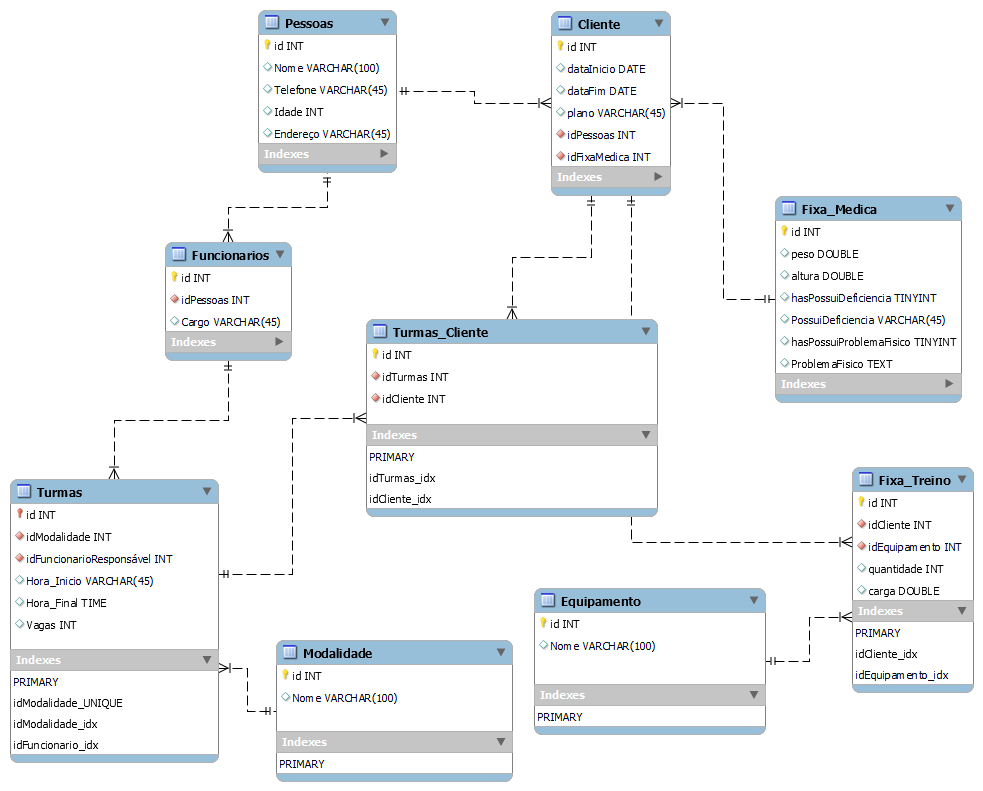 Pessoas
id INT
Nome VARCHAR(100)
Telefone VARCHAR(45)
Idade INT
Endereço VARCHAR(45)
Indexes
Cliente
id INT
dataInicio DATE
dataFim DATE
plano VARCHAR(45)
idPessoas INT
idFixaMedica INT
Indexes
Fixa_Medica
id INT
peso DOUBLE
altura DOUBLE
hasPossuiDeficiencia TINYINT
PossuiDeficiencia VARCHAR(45)
hasPossuiProblemaFisico TINYINT
ProblemaFisico TEXT
Indexes
Funcionarios
id INT
idPessoas INT
Cargo VARCHAR(45)
Indexes
Turmas_Cliente
id INT
idTurmas INT
idCliente INT
Indexes
PRIMARY
idTurmas_idx
idCliente_idx
Turmas
id INT
idModalidade INT
idFuncionarioResponsável INT
Hora_Inicio VARCHAR(45)
Hora_Final TIME
Vagas INT
Indexes
PRIMARY
idModalidade_UNIQUE
idModalidade_idx
idFuncionario_idx
Modalidade
id INT
Nome VARCHAR(100)
Indexes
PRIMARY
Equipamento
id INT
Nome VARCHAR(100)
Indexes
PRIMARY
Fixa_Treino
id INT
idCliente INT
idEquipamento INT
quantidade INT
carga DOUBLE
Indexes
PRIMARY
idCliente_idx
idEquipamento_idx